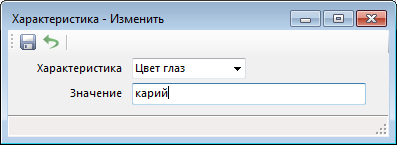 Характеристика - Изменить
Характеристика Цвет глаз
Значение карий